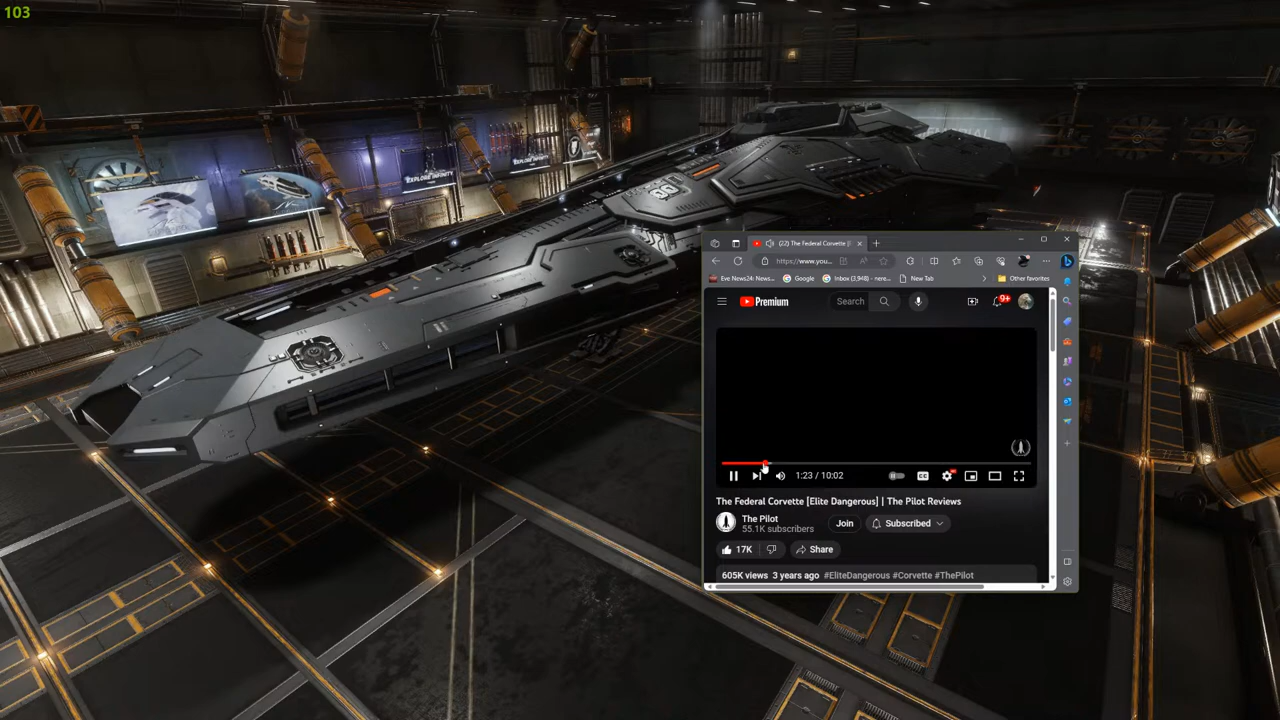 103
EXPLORE INFINITY
EXPLORE INFINITY
(22) The Federal Corvette [
https://www.you...
Eve News24: News...
Google
Inbox (3,948) - nere...
New Tab
Other favorites
Premium
Search
9+
1:23 / 10:02
The Federal Corvette [Elite Dangerous] | The Pilot Reviews
The Pilot
55.1K subscribers
Join
Subscribed
17K
Share
605K views 3 years ago #EliteDangerous #Corvette #ThePilot